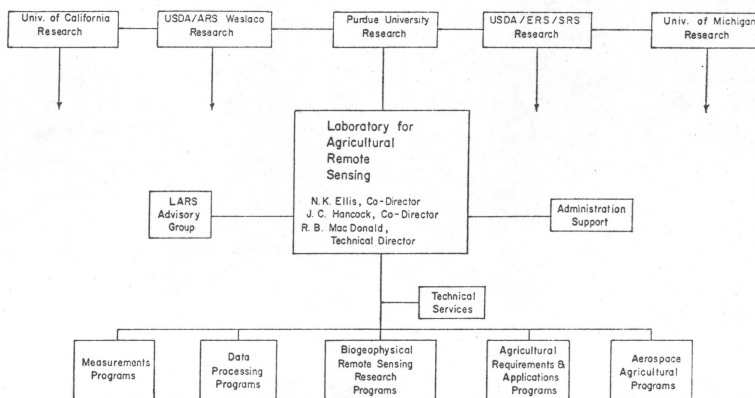 Univ. of California
Research
USDA/ARS Weslaco
Research
Purdue University
Research
USDA/ERS/SRS
Research
Univ. of Michigan
Research
Laboratory for
Agricultural
Remote
Sensing
N. K. Ellis, Co-Director
J. C. Hancock, Co-Director
R. B. MacDonald,
Technical Director
LARS
Advisory
Group
Administration
Support
Technical
Services
Measurements
Programs
Data
Processing
Programs
Biogeophysical
Remote Sensing
Research
Programs
Agricultural
Requirements &
Applications
Programs
Aerospace
Agricultural
Programs